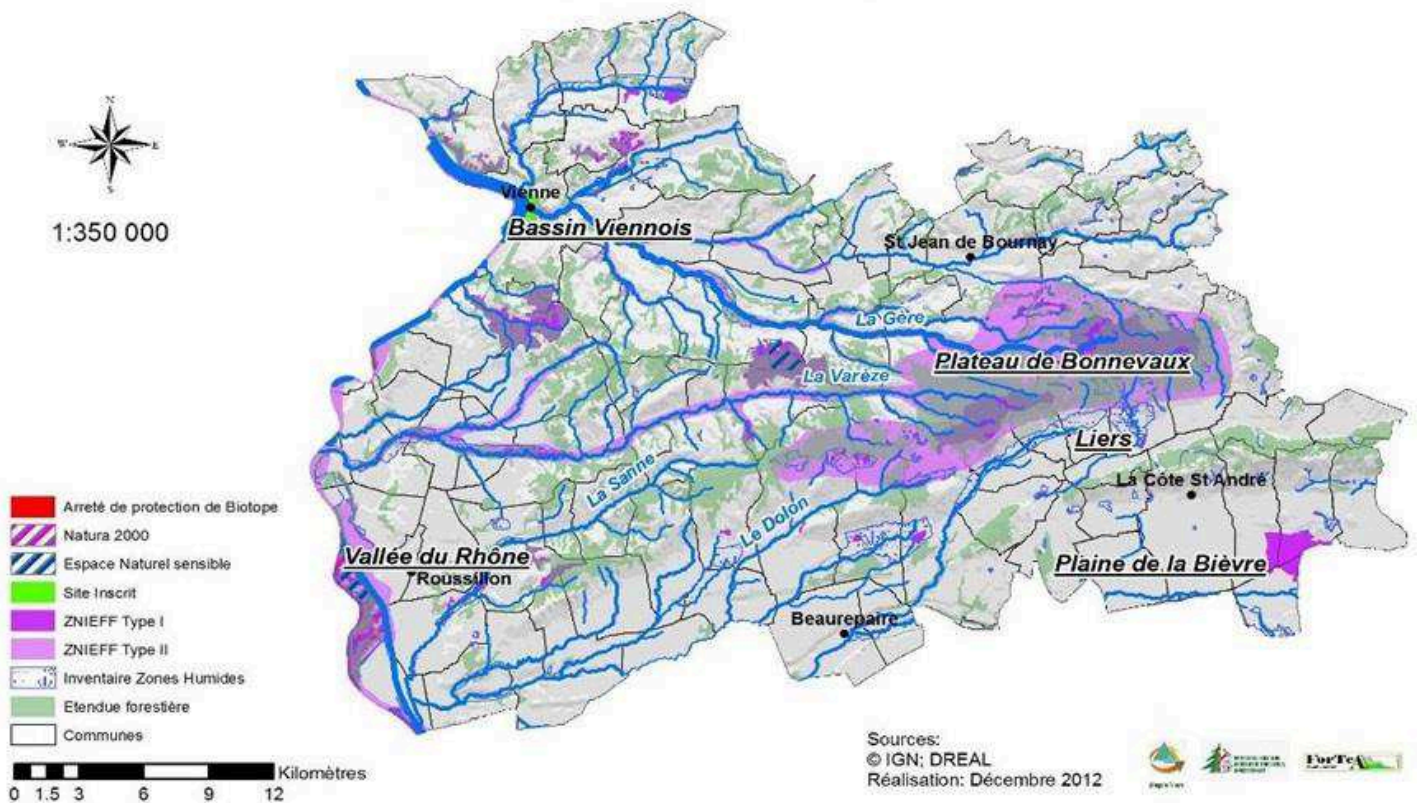 N
W
E
S
1:350 000
Vienne
Bassin Viennois
St Jean de Bournay
La Gère
Plateau de Bonnevaux
La Varèze
Liers
La Sanne
La Côte St André
Le Dolon
Vallée du Rhône
Roussillon
Plaine de la Bièvre
Beaurepaire
Arreté de protection de Biotope
Natura 2000
Espace Naturel sensible
Site Inscrit
ZNIEFF Type I
ZNIEFF Type II
Inventaire Zones Humides
Etendue forestière
Communes
Kilomètres
0 1.5 3 6 9 12
Sources:
© IGN; DREAL
Réalisation: Décembre 2012